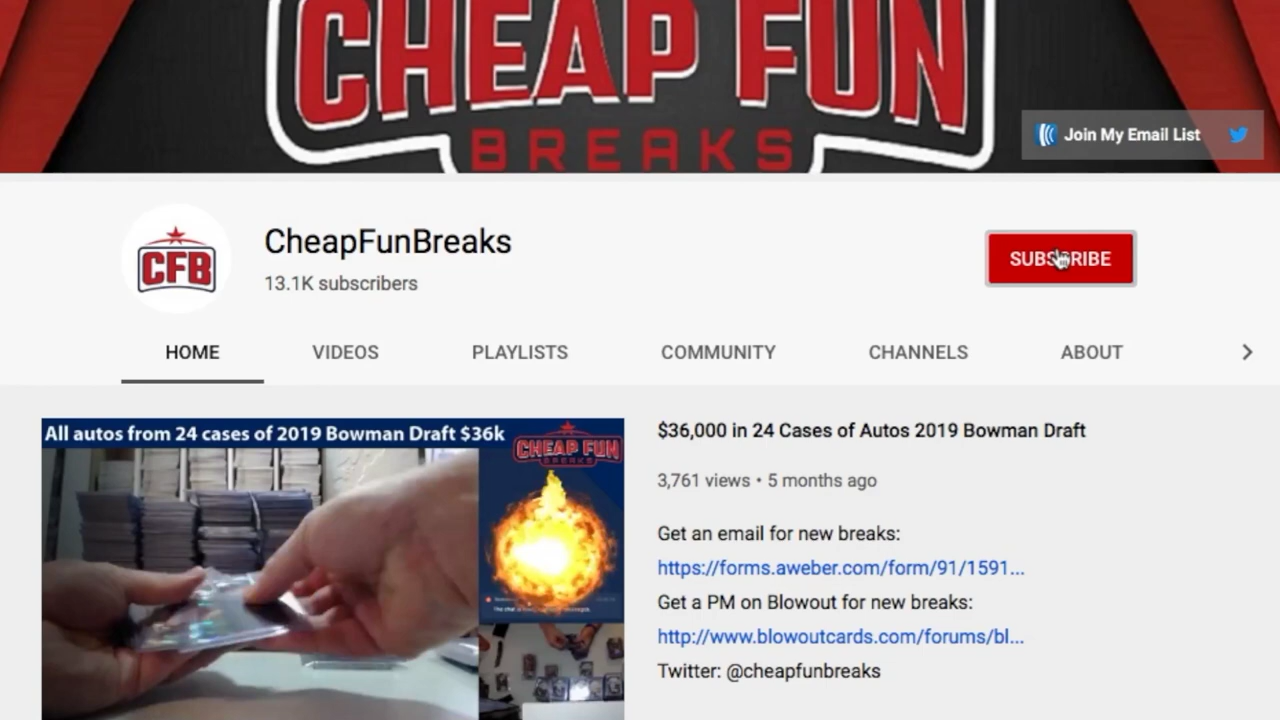 CHEAP FUN
BREAKS
Join My Email List
CFB
CheapFunBreaks
13.1K subscribers
SUBSCRIBE
HOME VIDEOS PLAYLISTS COMMUNITY CHANNELS ABOUT
All autos from 24 cases of 2019 Bowman Draft $36k
CHEAP FUN
BREAKS
$36,000 in 24 Cases of Autos 2019 Bowman Draft
3,761 views • 5 months ago
Get an email for new breaks:
https://forms.aweber.com/form/91/1591...
Get a PM on Blowout for new breaks:
http://www.blowoutcards.com/forums/bl...
Twitter: @cheapfunbreaks